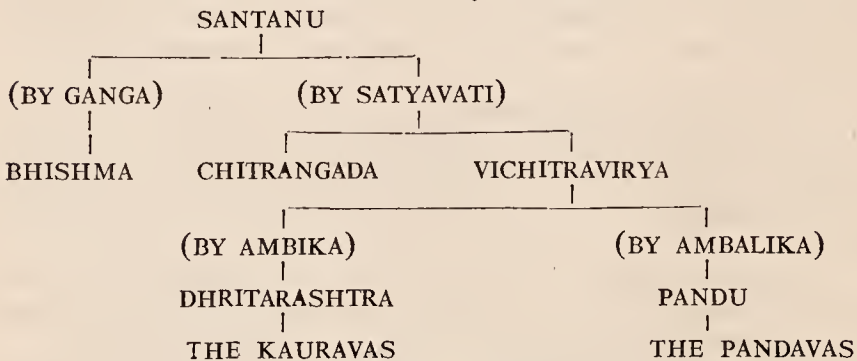 SANTANU
(BY GANGA) (BY SATYAVATI)
BHISHMA CHITRANGADA VICHITRAVIRYA
(BY AMBIKA) (BY AMBALIKA)
DHRITARASHTRA PANDU
THE KAURAVAS THE PANDAVAS